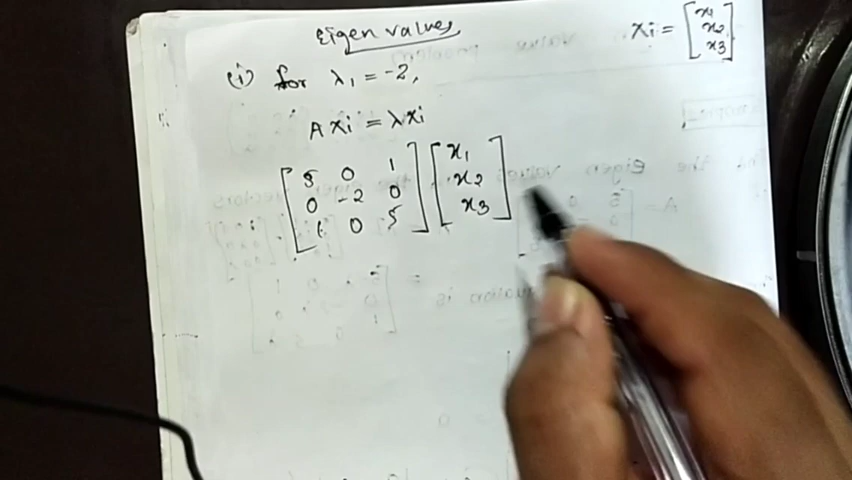 Eigen values
xi = [x1 x2 x3]
(i) for λ1 = -2,
A xi = λxi
[5 0 1] [x1]
[0 -2 0] [x2]
[1 0 5] [x3]